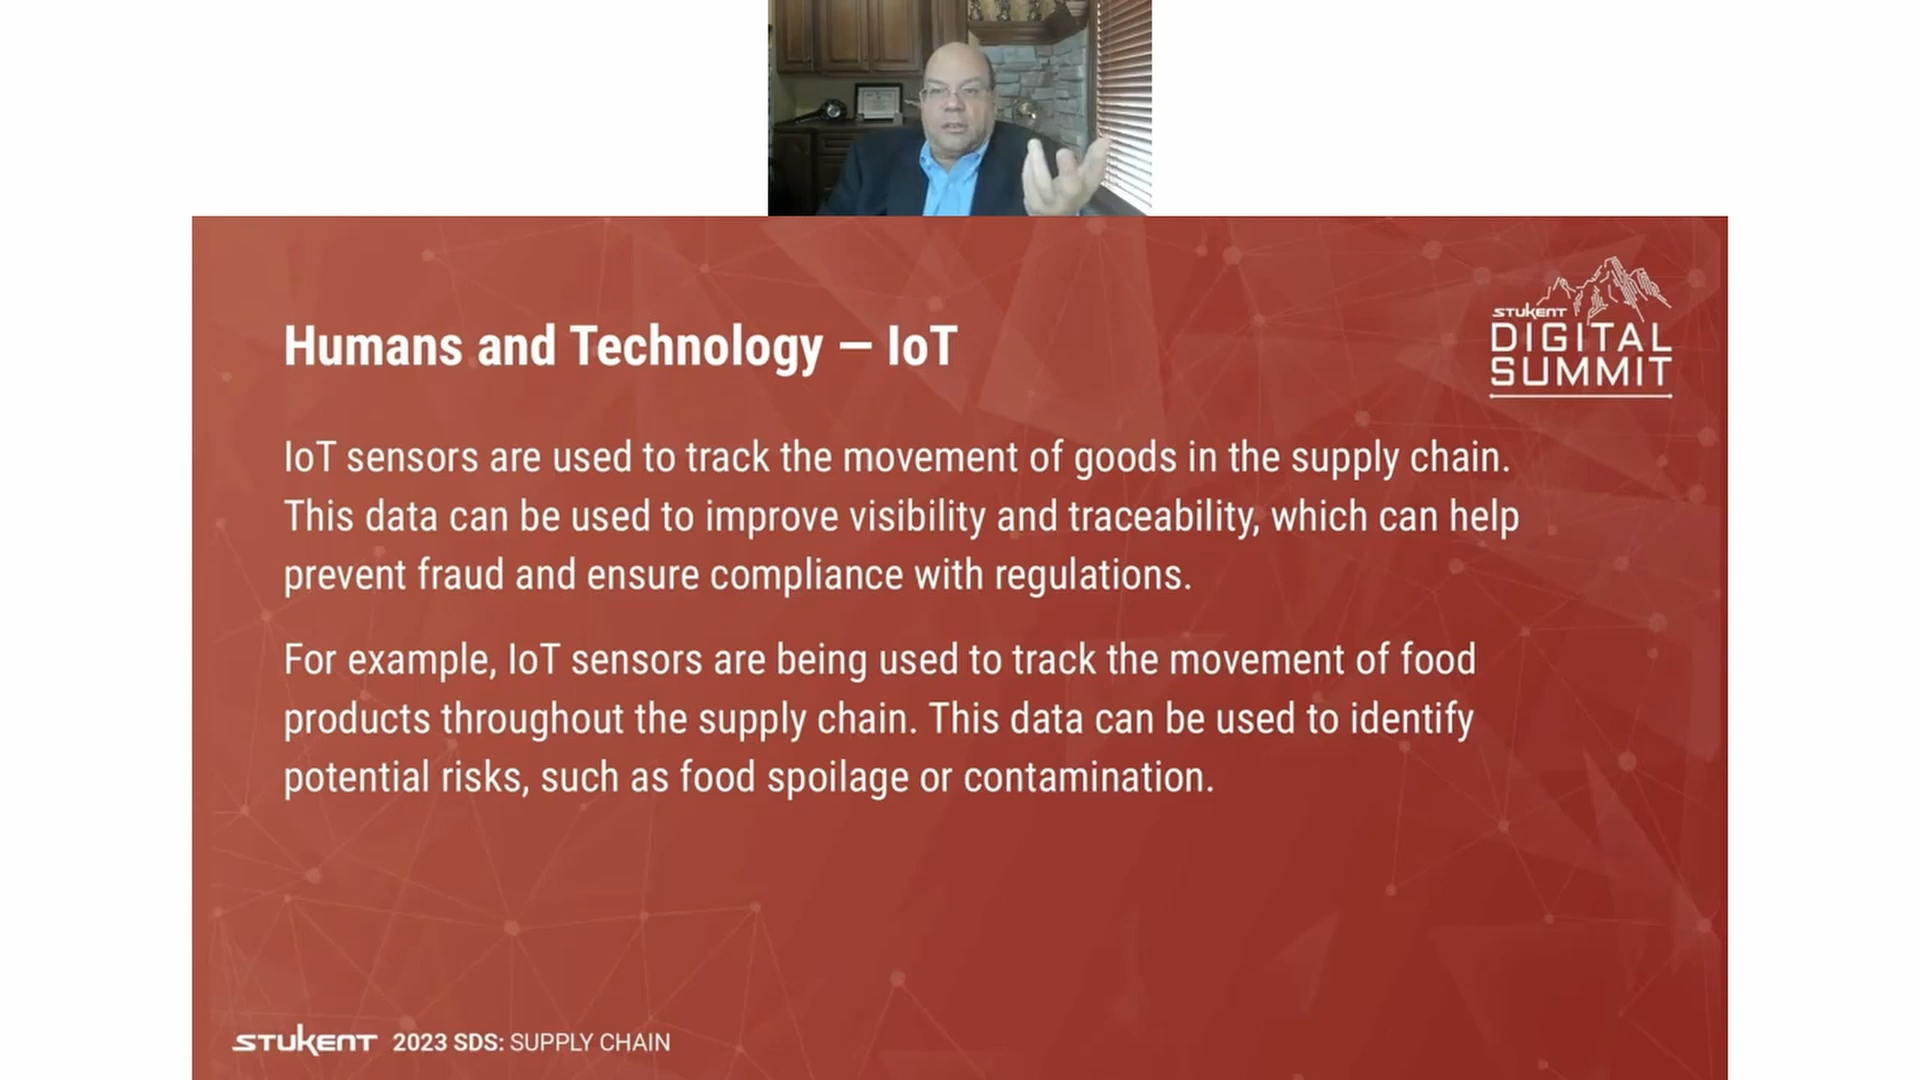 Humans and Technology — IoT
STUKENT
DIGITAL
SUMMIT
IoT sensors are used to track the movement of goods in the supply chain.
This data can be used to improve visibility and traceability, which can help
prevent fraud and ensure compliance with regulations.
For example, IoT sensors are being used to track the movement of food
products throughout the supply chain. This data can be used to identify
potential risks, such as food spoilage or contamination.
STUKENT 2023 SDS: SUPPLY CHAIN